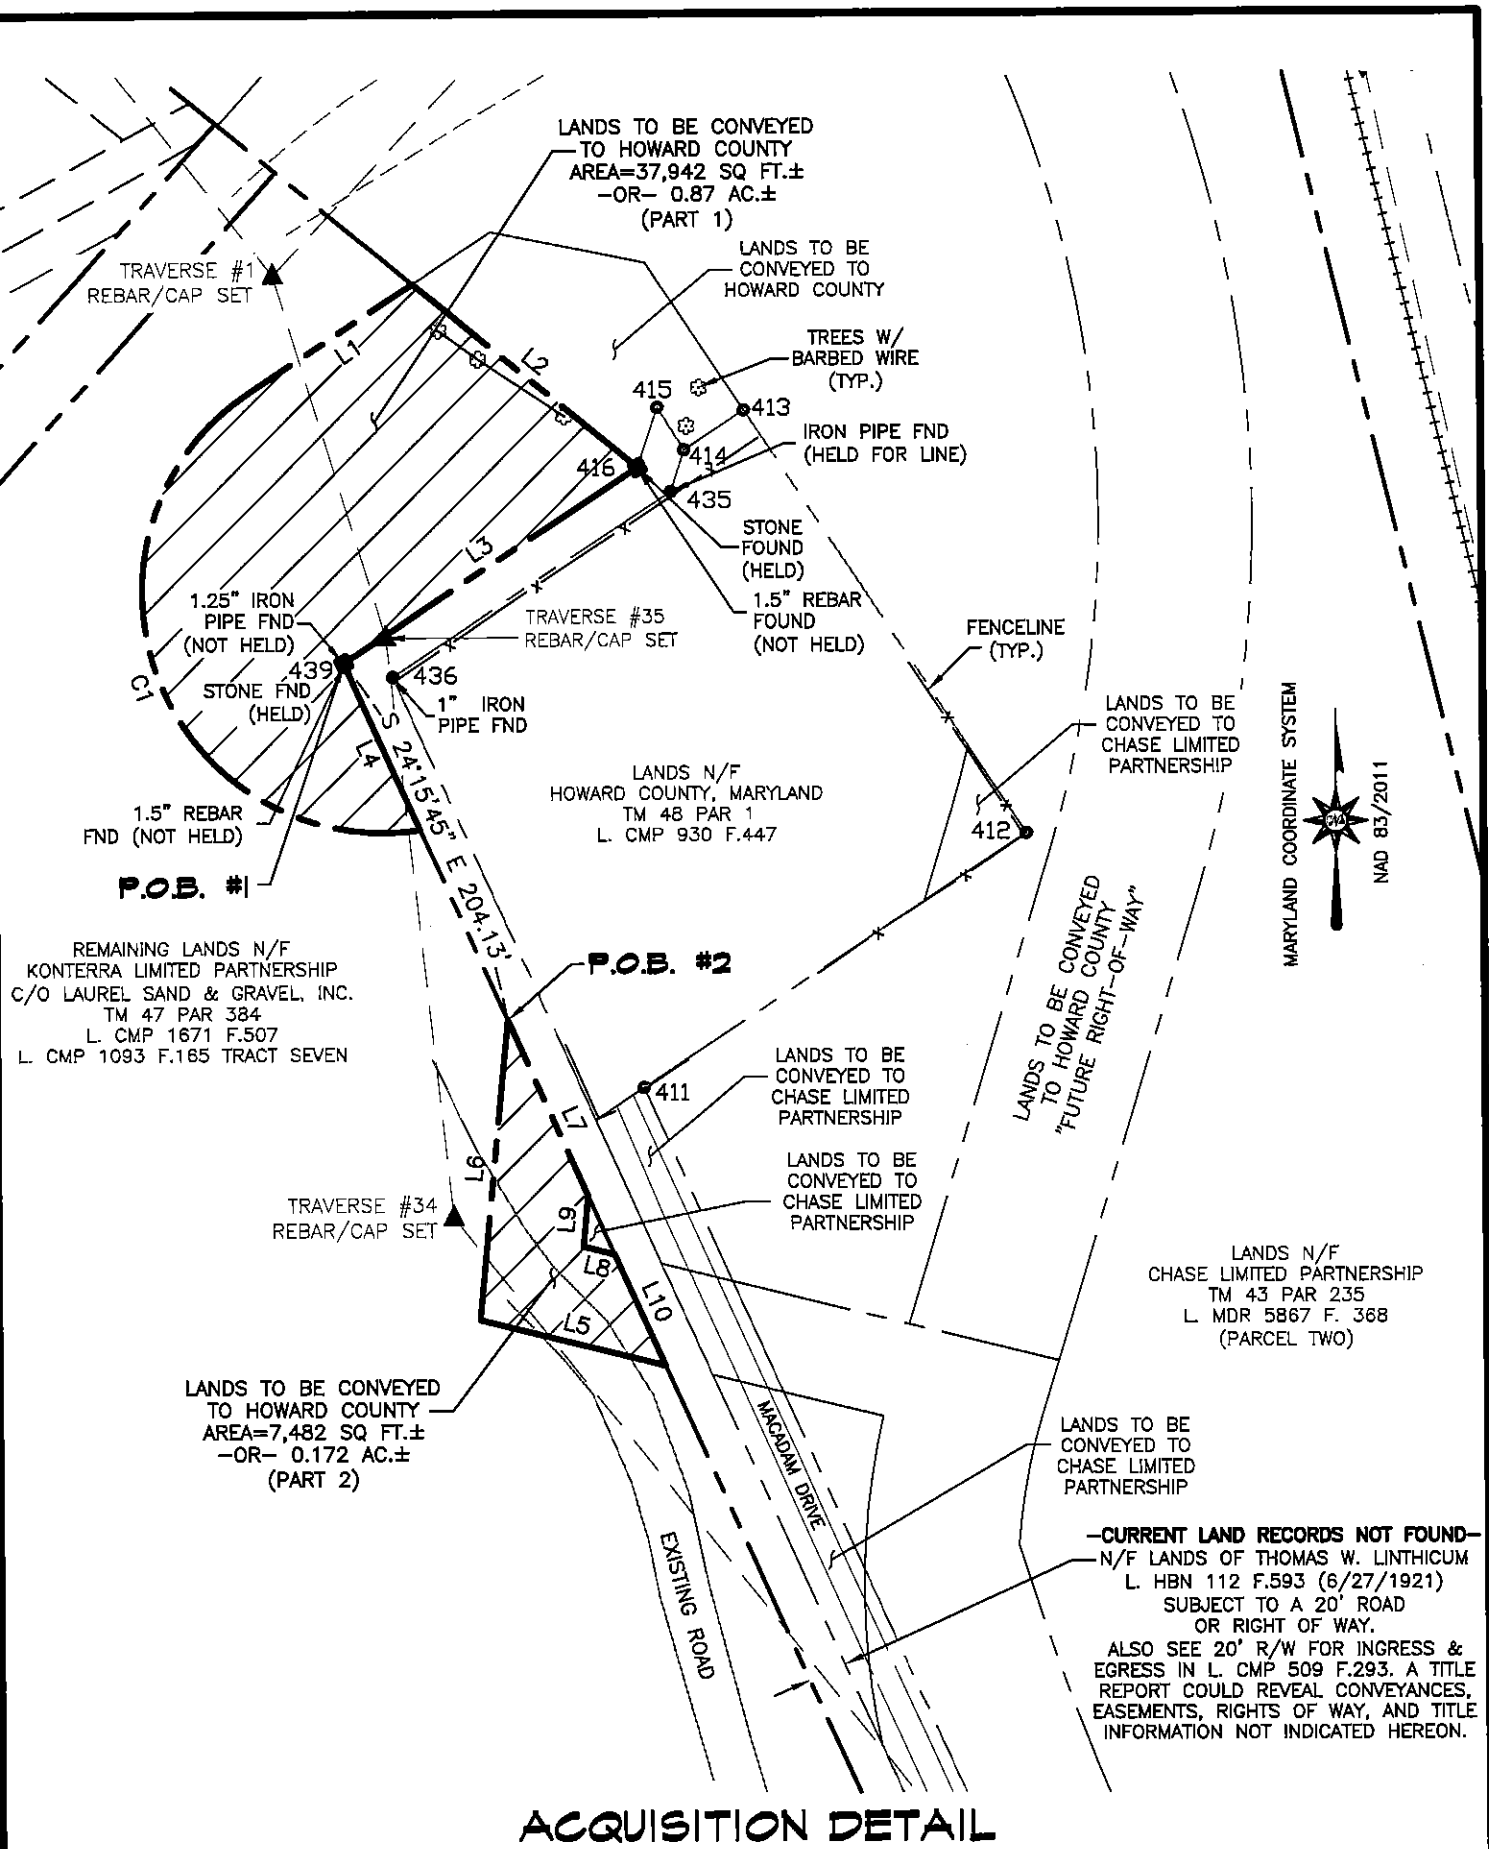 LANDS TO BE CONVEYED
TO HOWARD COUNTY
AREA=37,942 SQ FT.±
-OR- 0.87 AC.±
(PART 1)
LANDS TO BE
CONVEYED TO
HOWARD COUNTY
TRAVERSE #1
REBAR/CAP SET
TREES W/
BARBED WIRE
(TYP.)
L1
L2
415
413
414
IRON PIPE FND
(HELD FOR LINE)
416
435
STONE
FOUND
(HELD)
L3
1.25" IRON
PIPE FND
(NOT HELD)
TRAVERSE #35
REBAR/CAP SET
1.5" REBAR
FOUND
(NOT HELD)
FENCELINE
(TYP.)
439
436
STONE FND
(HELD)
1" IRON
PIPE FND
C1
L4
S 24°15'45" E 204.13'
LANDS TO BE
CONVEYED TO
CHASE LIMITED
PARTNERSHIP
MARYLAND COORDINATE SYSTEM
NAD 83/2011
LANDS N/F
HOWARD COUNTY, MARYLAND
TM 48 PAR 1
L. CMP 930 F.447
1.5" REBAR
FND (NOT HELD)
412
P.O.B. #1
LANDS TO BE CONVEYED
TO HOWARD COUNTY
"FUTURE RIGHT-OF-WAY"
REMAINING LANDS N/F
KONTERRA LIMITED PARTNERSHIP
C/O LAUREL SAND & GRAVEL, INC.
TM 47 PAR 384
L. CMP 1671 F.507
L. CMP 1093 F.165 TRACT SEVEN
P.O.B. #2
411
LANDS TO BE
CONVEYED TO
CHASE LIMITED
PARTNERSHIP
L7
L6
LANDS TO BE
CONVEYED TO
CHASE LIMITED
PARTNERSHIP
TRAVERSE #34
REBAR/CAP SET
L9
L8
L10
L5
LANDS N/F
CHASE LIMITED PARTNERSHIP
TM 43 PAR 235
L. MDR 5867 F. 368
(PARCEL TWO)
LANDS TO BE CONVEYED
TO HOWARD COUNTY
AREA=7,482 SQ FT.±
-OR- 0.172 AC.±
(PART 2)
MACADAM DRIVE
LANDS TO BE
CONVEYED TO
CHASE LIMITED
PARTNERSHIP
EXISTING ROAD
-CURRENT LAND RECORDS NOT FOUND-
N/F LANDS OF THOMAS W. LINTHICUM
L. HBN 112 F.593 (6/27/1921)
SUBJECT TO A 20' ROAD
OR RIGHT OF WAY.
ALSO SEE 20' R/W FOR INGRESS &
EGRESS IN L. CMP 509 F.293. A TITLE
REPORT COULD REVEAL CONVEYANCES,
EASEMENTS, RIGHTS OF WAY, AND TITLE
INFORMATION NOT INDICATED HEREON.
ACQUISITION DETAIL